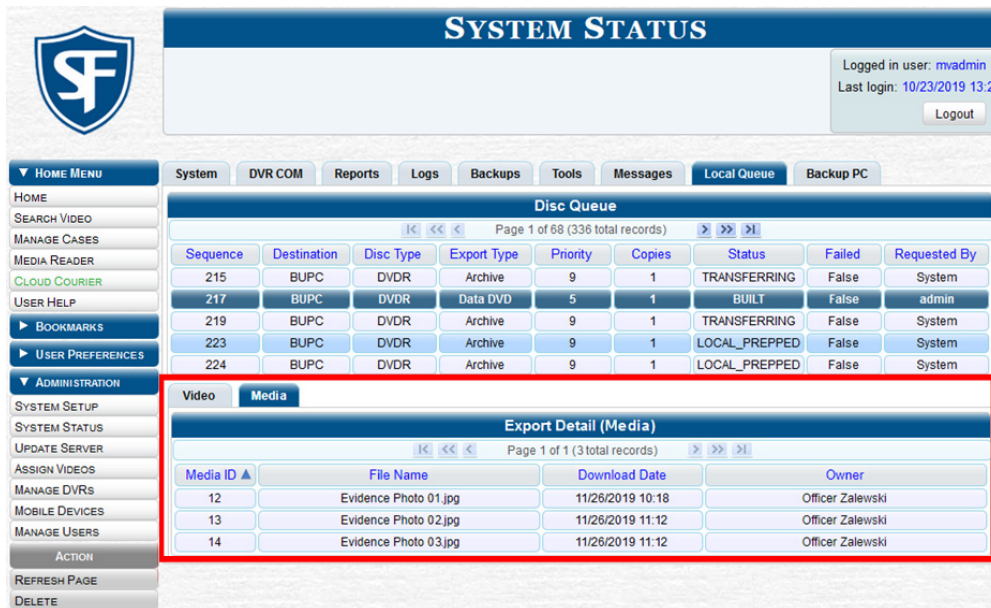 SYSTEM STATUS
SF
Logged in user: mvadmin
Last login: 10/23/2019 13:2
Logout
▼ HOME MENU
HOME
SEARCH VIDEO
MANAGE CASES
MEDIA READER
CLOUD COURIER
USER HELP
► BOOKMARKS
► USER PREFERENCES
▼ ADMINISTRATION
SYSTEM SETUP
SYSTEM STATUS
UPDATE SERVER
ASSIGN VIDEOS
MANAGE DVRS
MOBILE DEVICES
MANAGE USERS
ACTION
REFRESH PAGE
DELETE
System DVR COM Reports Logs Backups Tools Messages Local Queue Backup PC
Disc Queue
Page 1 of 68 (336 total records)
Sequence Destination Disc Type Export Type Priority Copies Status Failed Requested By
215 BUPC DVDR Archive 9 1 TRANSFERRING False System
217 BUPC DVDR Data DVD 5 1 BUILT False admin
219 BUPC DVDR Archive 9 1 TRANSFERRING False System
223 BUPC DVDR Archive 9 1 LOCAL_PREPPED False System
224 BUPC DVDR Archive 9 1 LOCAL_PREPPED False System
Video Media
Export Detail (Media)
Page 1 of 1 (3 total records)
Media ID ▲ File Name Download Date Owner
12 Evidence Photo 01.jpg 11/26/2019 10:18 Officer Zalewski
13 Evidence Photo 02.jpg 11/26/2019 11:12 Officer Zalewski
14 Evidence Photo 03.jpg 11/26/2019 11:12 Officer Zalewski